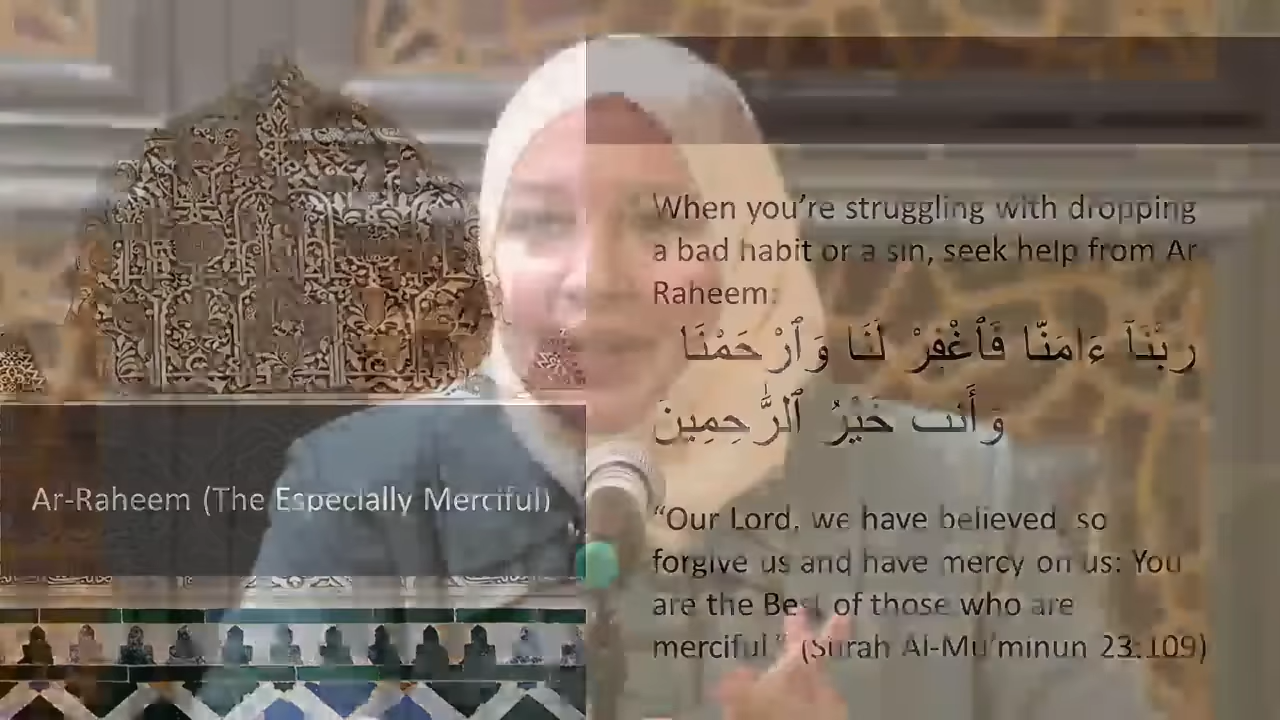 Ar-Raheem (The Especially Merciful)
When you're struggling with dropping
a bad habit or a sin, seek help from Ar
Raheem:
رَبَّنَآ ءَامَنَّا فَٱغْفِرْ لَنَا وَٱرْحَمْنَا
وَأَنتَ خَيْرُ ٱلرَّٰحِمِينَ
“Our Lord, we have believed, so
forgive us and have mercy on us: You
are the Best of those who are
merciful.” (Surah Al-Mu’minun 23:109)